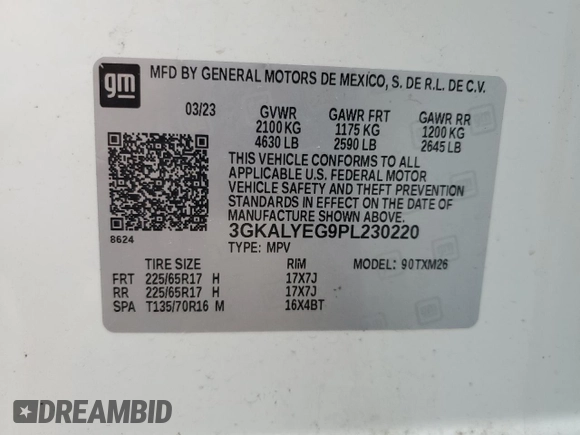 gm MFD BY GENERAL MOTORS DE MEXICO, S. DE R.L. DE C.V.
03/23 GVWR GAWR FRT GAWR RR
2100 KG 1175 KG 1200 KG
4630 LB 2590 LB 2645 LB
THIS VEHICLE CONFORMS TO ALL
APPLICABLE U.S. FEDERAL MOTOR
VEHICLE SAFETY AND THEFT PREVENTION
STANDARDS IN EFFECT ON THE DATE OF
MANUFACTURE SHOWN ABOVE.
8624 3GKALYEG9PL230220
TYPE: MPV
TIRE SIZE RIM MODEL: 90TXM26
FRT 225/65R17 H 17X7J
RR 225/65R17 H 17X7J
SPA T135/70R16 M 16X4BT
DREAMBID